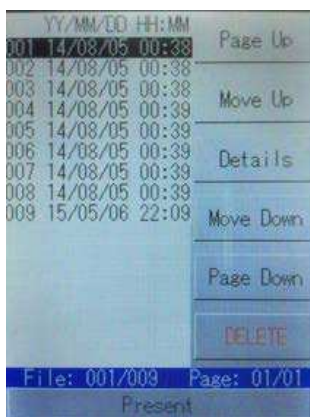 YY/MM/DD HH:MM
001 14/08/05 00:38
002 14/08/05 00:38
003 14/08/05 00:38
004 14/08/05 00:39
005 14/08/05 00:39
006 14/08/05 00:39
007 14/08/05 00:39
008 14/08/05 00:39
009 15/05/06 22:09
Page Up
Move Up
Details
Move Down
Page Down
DELETE
File: 001/009 Page: 01/01
Present